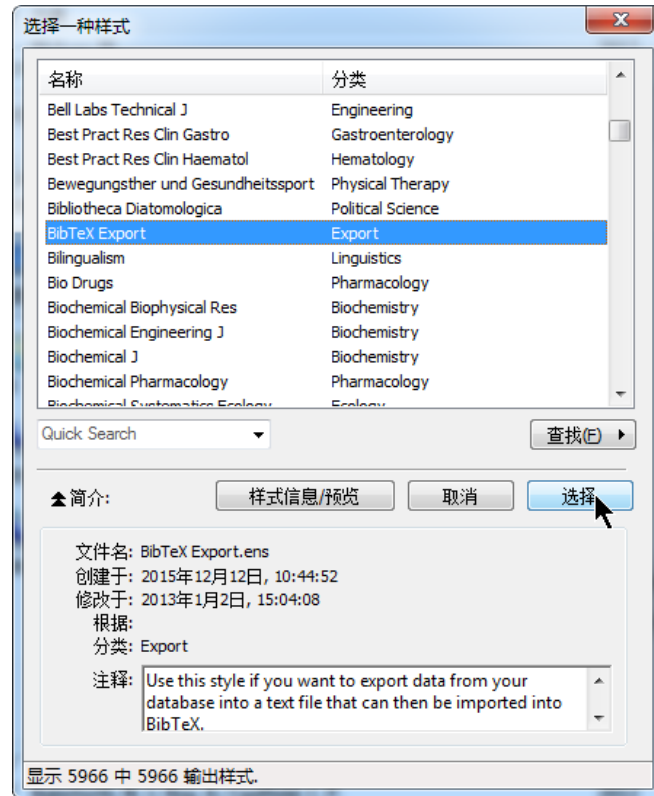 选择一种样式
名称 分类
Bell Labs Technical J Engineering
Best Pract Res Clin Gastro Gastroenterology
Best Pract Res Clin Haematol Hematology
Bewegungsther und Gesundheitssport Physical Therapy
Bibliotheca Diatomologica Political Science
BibTeX Export Export
Bilingualism Linguistics
Bio Drugs Pharmacology
Biochemical Biophysical Res Biochemistry
Biochemical Engineering J Biochemistry
Biochemical J Biochemistry
Biochemical Pharmacology Pharmacology
Biochemical Systematics Ecology Ecology
Quick Search 查找(F)
简介: 样式信息/预览 取消 选择
文件名: BibTeX Export.ens
创建于: 2015年12月12日, 10:44:52
修改于: 2013年1月2日, 15:04:08
根据:
分类: Export
注释: Use this style if you want to export data from your
database into a text file that can then be imported into
BibTeX.
显示 5966 中 5966 输出样式.